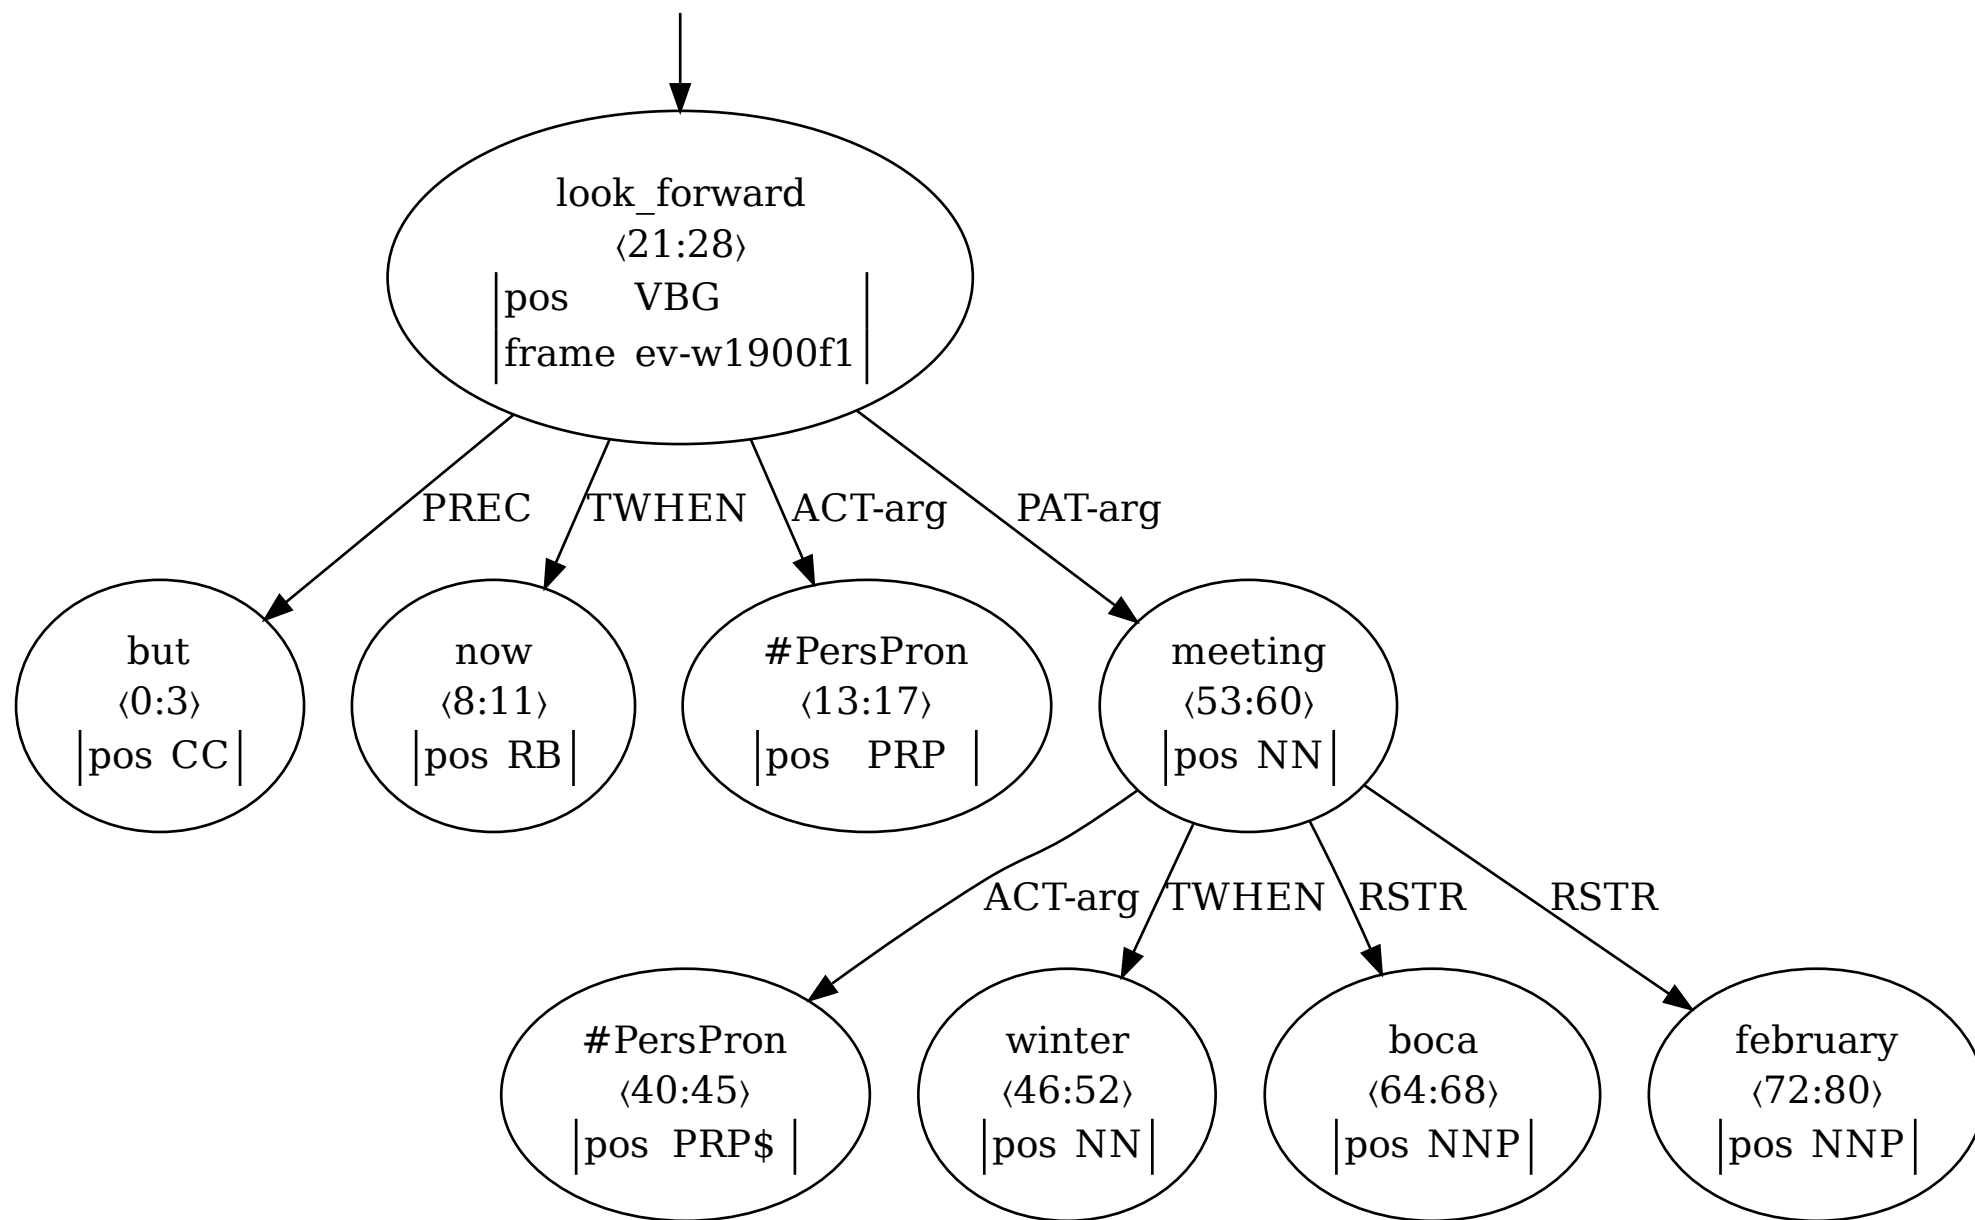 look_forward
⟨21:28⟩
pos VBG
frame ev-w1900f1
PREC
TWHEN
ACT-arg
PAT-arg
but
⟨0:3⟩
pos CC
now
⟨8:11⟩
pos RB
#PersPron
⟨13:17⟩
pos PRP
meeting
⟨53:60⟩
pos NN
ACT-arg
TWHEN
RSTR
RSTR
#PersPron
⟨40:45⟩
pos PRP$
winter
⟨46:52⟩
pos NN
boca
⟨64:68⟩
pos NNP
february
⟨72:80⟩
pos NNP